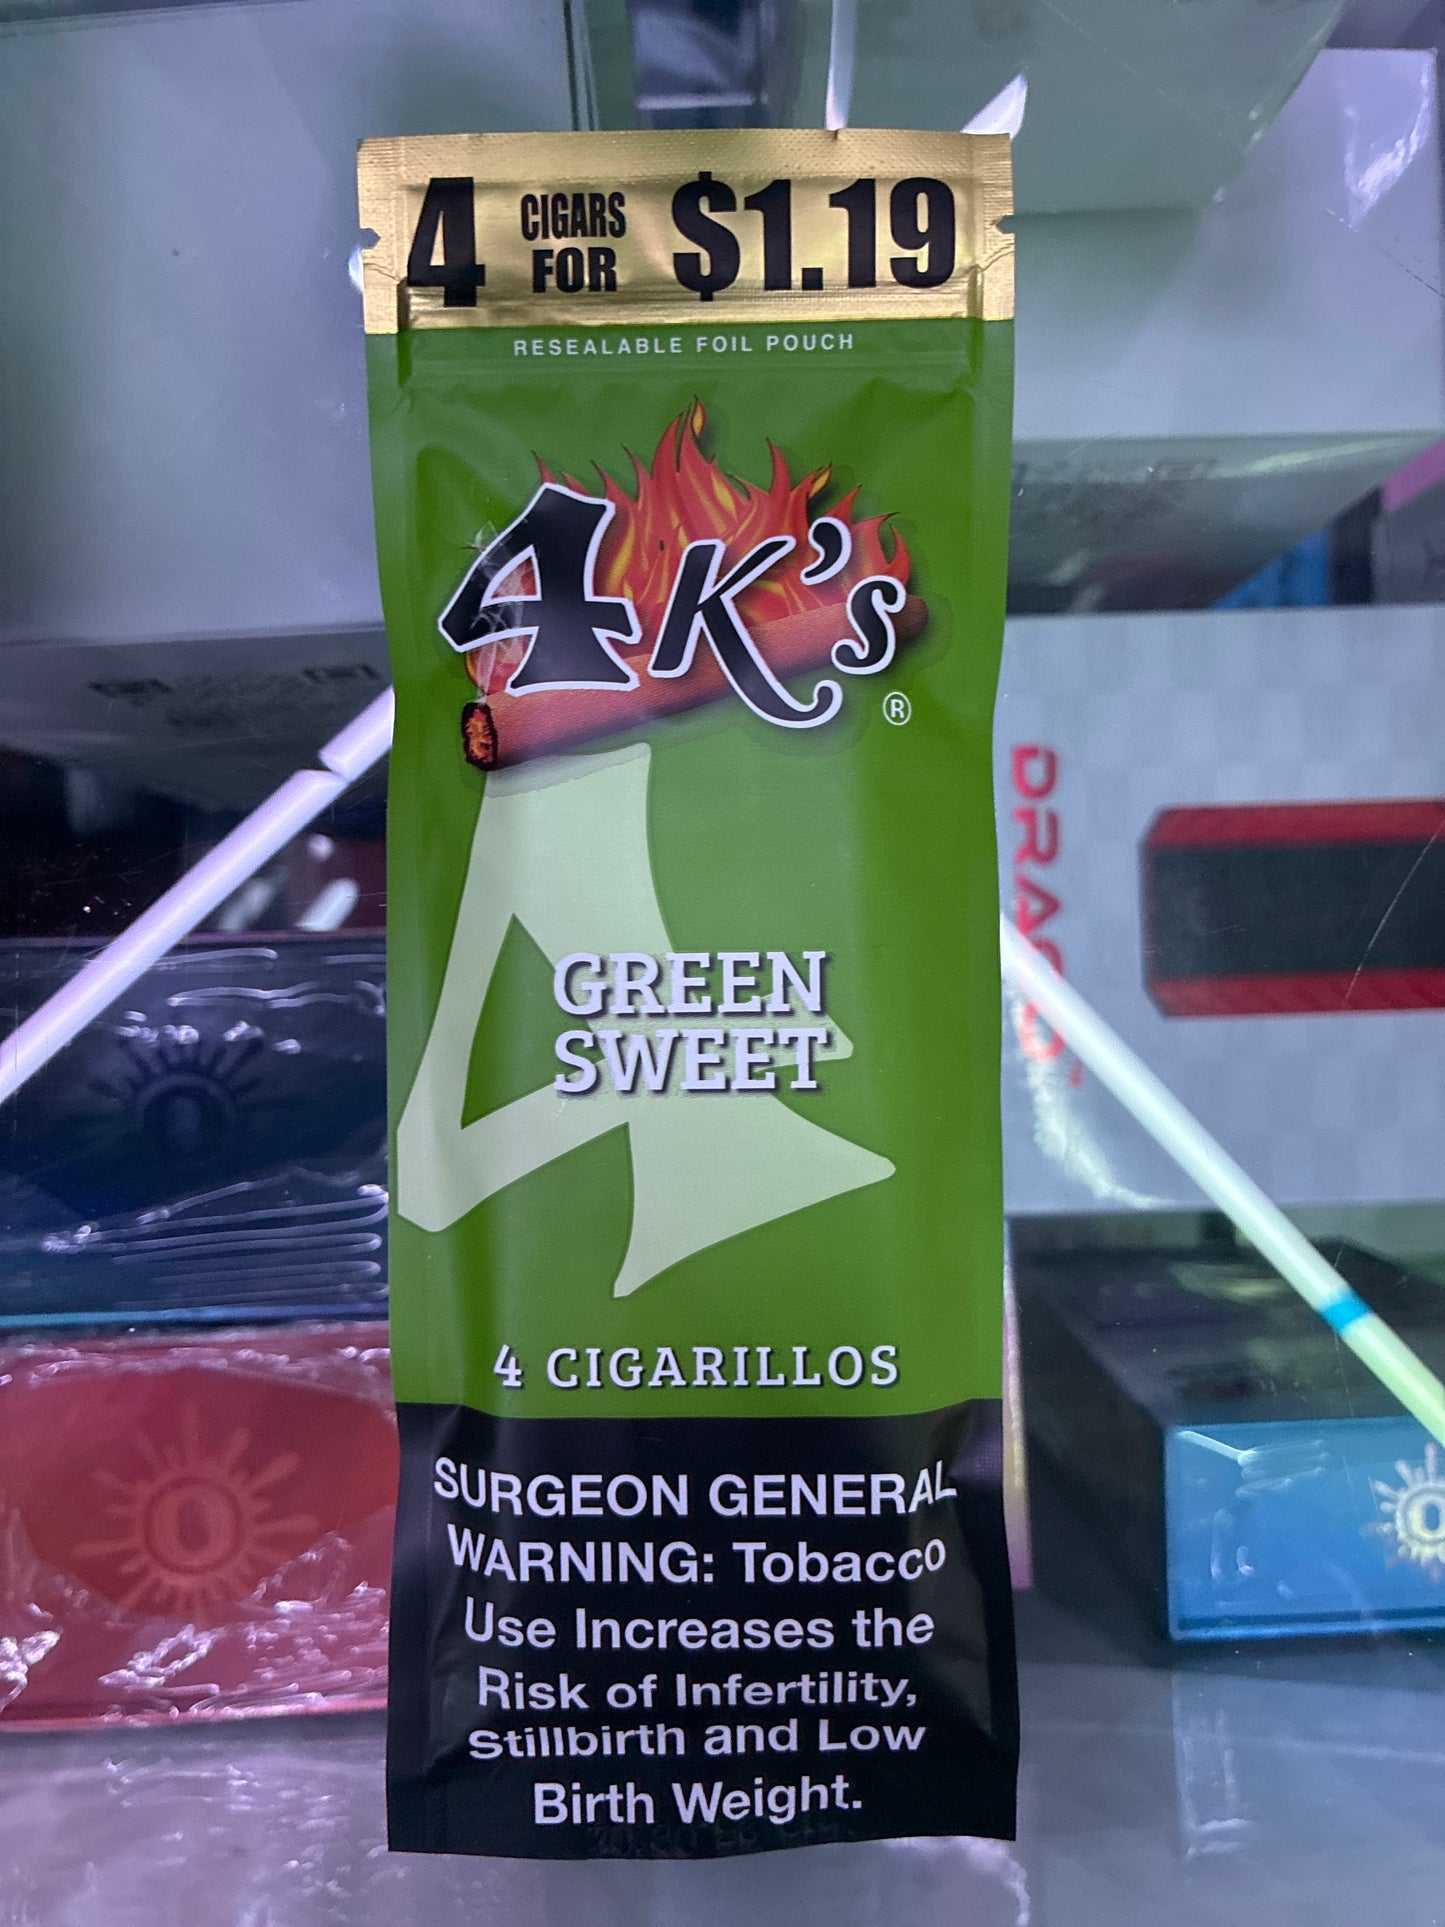 4 CIGARS FOR $1.19
RESEALABLE FOIL POUCH
4K's®
GREEN
SWEET
4 CIGARILLOS
SURGEON GENERAL
WARNING: Tobacco
Use Increases the
Risk of Infertility,
Stillbirth and Low
Birth Weight.
DRACO